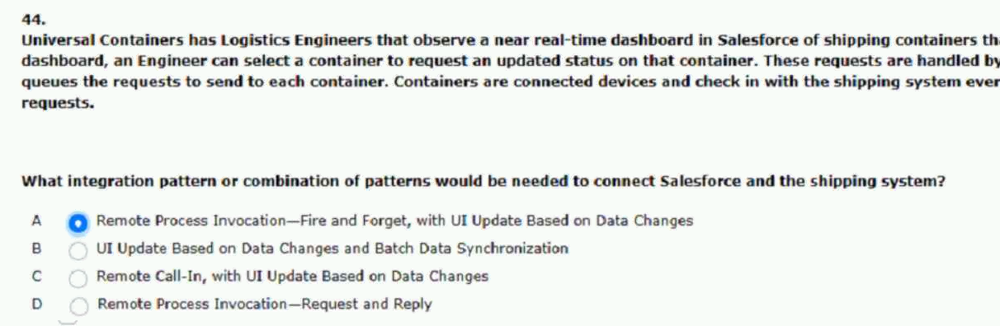 44.
Universal Containers has Logistics Engineers that observe a near real-time dashboard in Salesforce of shipping containers
dashboard, an Engineer can select a container to request an updated status on that container. These requests are handled by
queues the requests to send to each container. Containers are connected devices and check in with the shipping system
requests.
What integration pattern or combination of patterns would be needed to connect Salesforce and the shipping system?
A Remote Process Invocation—Fire and Forget, with UI Update Based on Data Changes
B UI Update Based on Data Changes and Batch Data Synchronization
C Remote Call-In, with UI Update Based on Data Changes
D Remote Process Invocation—Request and Reply